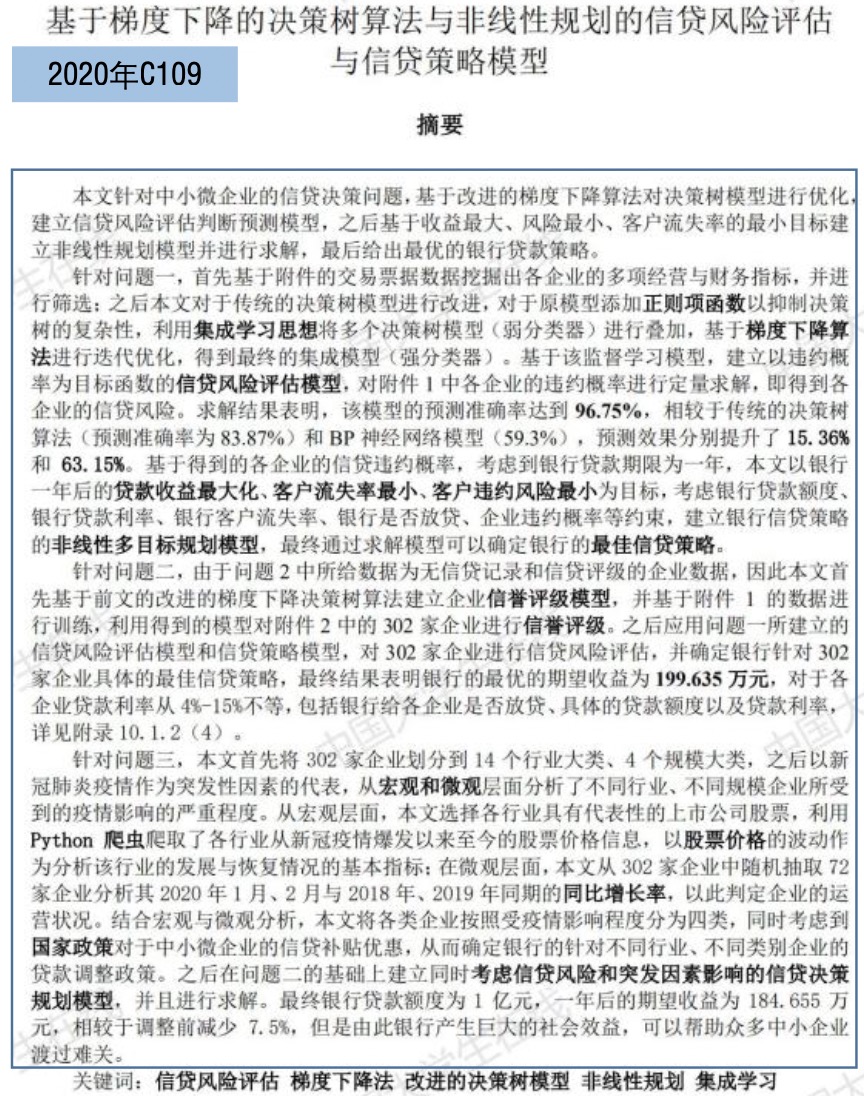 基于梯度下降的决策树算法与非线性规划的信贷风险评估
与信贷策略模型
2020年C109
摘要
本文针对中小微企业的信贷决策问题,基于改进的梯度下降算法对决策树模型进行优化,
建立信贷风险评估判断预测模型，之后基于收益最大、风险最小、客户流失率的最小目标建
立非线性规划模型并进行求解，最后给出最优的银行贷款策略。
针对问题一，首先基于附件的交易票据数据挖掘出各企业的多项经营与财务指标，并进
行筛选；之后本文对于传统的决策树模型进行改进，对于原模型添加正则项函数以抑制决策
树的复杂性，利用集成学习思想将多个决策树模型（弱分类器）进行叠加，基于梯度下降算
法进行迭代优化，得到最终的集成模型（强分类器）。基于该监督学习模型，建立以违约概
率为目标函数的信贷风险评估模型，对附件 1 中各企业的违约概率进行定量求解，即得到各
企业的信贷风险。求解结果表明，该模型的预测准确率达到 96.75%，相较于传统的决策树
算法（预测准确率为 83.87%）和 BP 神经网络模型（59.3%），预测效果分别提升了 15.36%
和 63.15%。基于得到的各企业的信贷违约概率，考虑到银行贷款期限为一年，本文以银行
一年后的贷款收益最大化、客户流失率最小、客户违约风险最小为目标，考虑银行贷款额度、
银行贷款利率、银行客户流失率、银行是否放贷、企业违约概率等约束，建立银行信贷策略
的非线性多目标规划模型，最终通过求解模型可以确定银行的最佳信贷策略。
针对问题二，由于问题 2 中所给数据为无信贷记录和信贷评级的企业数据，因此本文首
先基于前文的改进的梯度下降决策树算法建立企业信誉评级模型，并基于附件 1 的数据进
行训练，利用得到的模型对附件 2 中的 302 家企业进行信誉评级。之后应用问题一所建立的
信贷风险评估模型和信贷策略模型，对 302 家企业进行信贷风险评估，并确定银行针对 302
家企业具体的最佳信贷策略，最终结果表明银行的最优的期望收益为 199.635 万元，对于各
企业贷款利率从 4%-15%不等，包括银行给各企业是否放贷、具体的贷款额度以及贷款利率，
详见附录 10.1.2（4）。
针对问题三，本文首先将 302 家企业划分到 14 个行业大类、4 个规模大类，之后以新
冠肺炎疫情作为突发性因素的代表，从宏观和微观层面分析了不同行业、不同规模企业所受
到的疫情影响的严重程度。从宏观层面，本文选择各行业具有代表性的上市公司股票，利用
Python 爬虫爬取了各行业从新冠疫情爆发以来至今的股票价格信息，以股票价格的波动作
为分析该行业的发展与恢复情况的基本指标；在微观层面，本文从 302 家企业中随机抽取 72
家企业分析其 2020 年 1 月、2 月与 2018 年、2019 年同期的同比增长率，以此判定企业的运
营状况。结合宏观与微观分析，本文将各类企业按照受疫情影响程度分为四类，同时考虑到
国家政策对于中小微企业的信贷补贴优惠，从而确定银行的针对不同行业、不同类别企业的
贷款调整政策。之后在问题二的基础上建立同时考虑信贷风险和突发因素影响的信贷决策
规划模型，并且进行求解。最终银行贷款额度为 1 亿元，一年后的期望收益为 184.655 万
元，相较于调整前减少 7.5%，但是由此银行产生巨大的社会效益，可以帮助众多中小企业
渡过难关。
关键词：信贷风险评估 梯度下降法 改进的决策树模型 非线性规划 集成学习